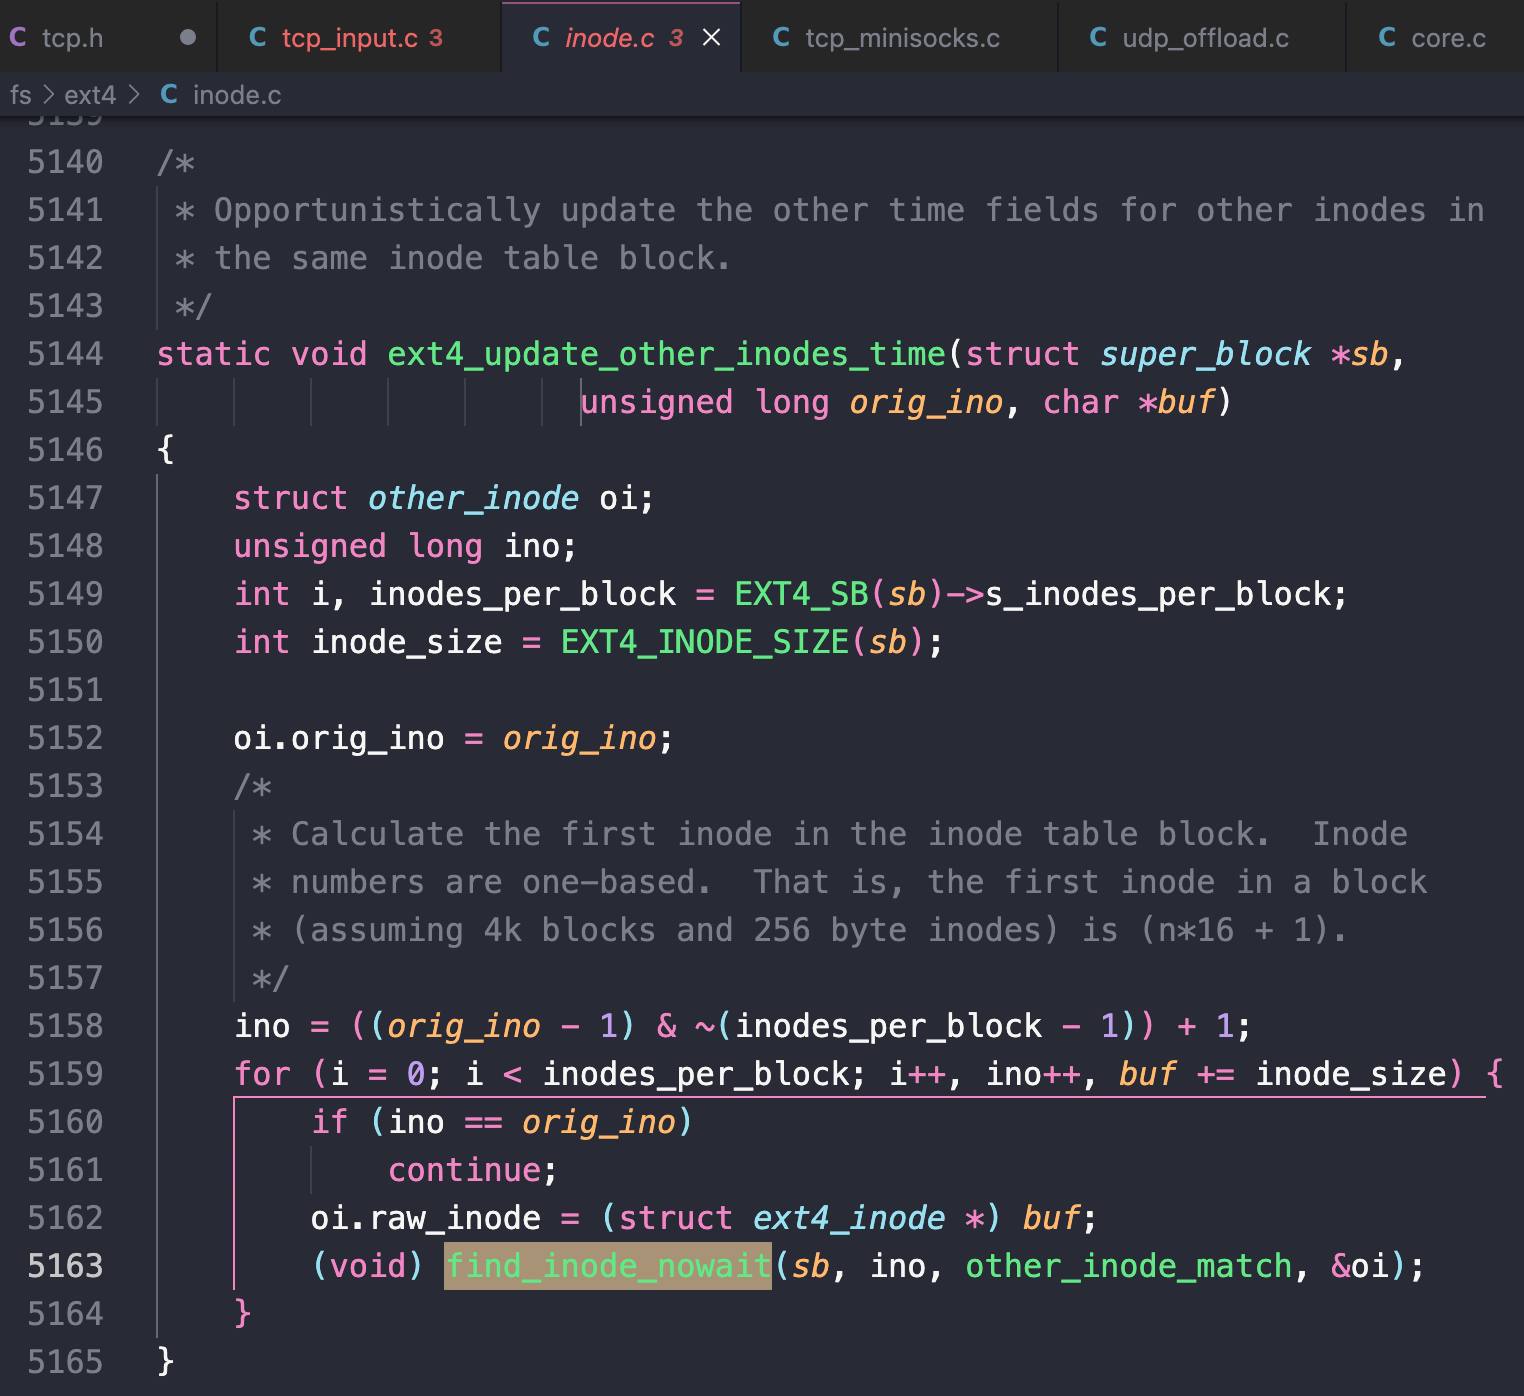 C tcp.h ● C tcp_input.c 3 C inode.c 3 × C tcp_minisocks.c C udp_offload.c C core.c
fs > ext4 > C inode.c
5139
5140 /*
5141  * Opportunistically update the other time fields for other inodes in
5142  * the same inode table block.
5143  */
5144 static void ext4_update_other_inodes_time(struct super_block *sb,
5145                       unsigned long orig_ino, char *buf)
5146 {
5147     struct other_inode oi;
5148     unsigned long ino;
5149     int i, inodes_per_block = EXT4_SB(sb)->s_inodes_per_block;
5150     int inode_size = EXT4_INODE_SIZE(sb);
5151
5152     oi.orig_ino = orig_ino;
5153     /*
5154      * Calculate the first inode in the inode table block.  Inode
5155      * numbers are one-based.  That is, the first inode in a block
5156      * (assuming 4k blocks and 256 byte inodes) is (n*16 + 1).
5157      */
5158     ino = ((orig_ino - 1) & ~(inodes_per_block - 1)) + 1;
5159     for (i = 0; i < inodes_per_block; i++, ino++, buf += inode_size) {
5160         if (ino == orig_ino)
5161             continue;
5162         oi.raw_inode = (struct ext4_inode *) buf;
5163         (void) find_inode_nowait(sb, ino, other_inode_match, &oi);
5164     }
5165 }